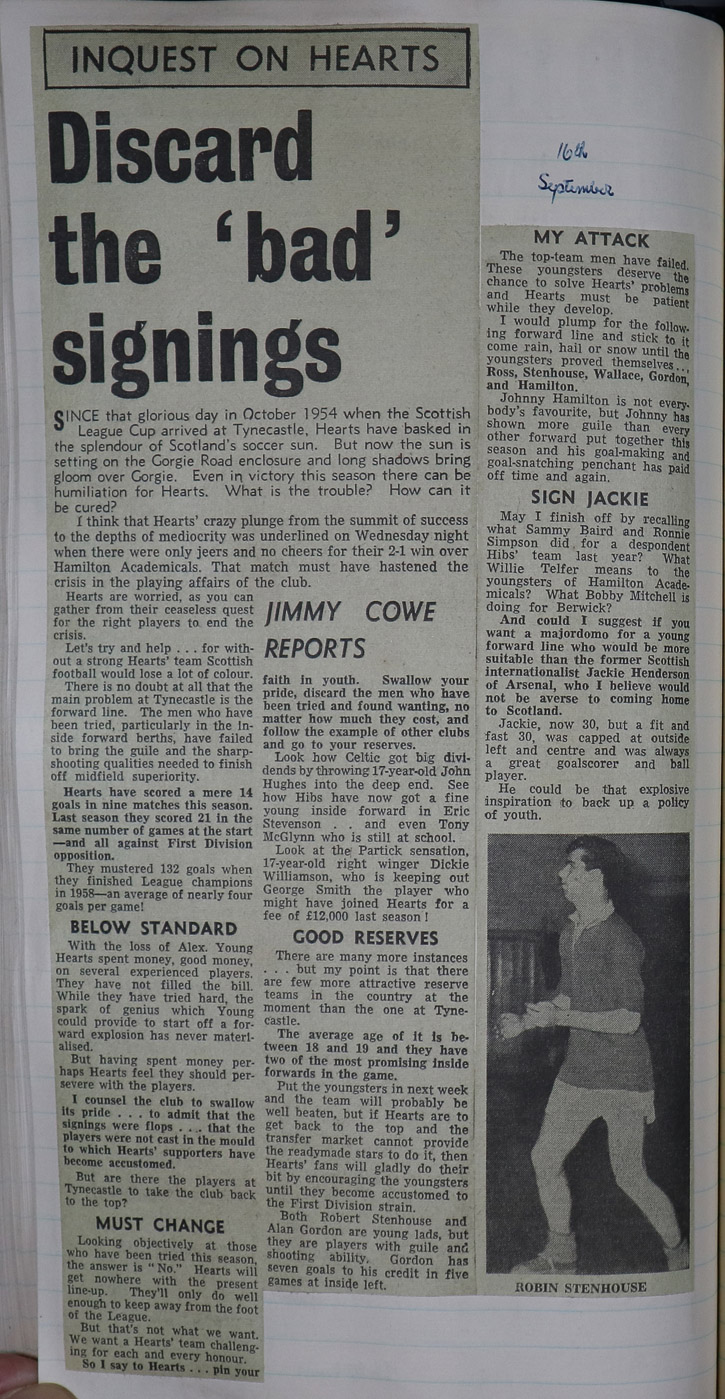 INQUEST ON HEARTS
Discard
the ‘bad’
signings
SINCE that glorious day in October 1954 when the Scottish
League Cup arrived at Tynecastle, Hearts have basked in
the splendour of Scotland's soccer sun. But now the sun is
setting on the Gorgie Road enclosure and long shadows bring
gloom over Gorgie. Even in victory this season there can be
humiliation for Hearts. What is the trouble? How can it
be cured?
I think that Hearts' crazy plunge from the summit of success
to the depths of mediocrity was underlined on Wednesday night
when there were only jeers and no cheers for their 2-1 win over
Hamilton Academicals. That match must have hastened the
crisis in the playing affairs of the club.
Hearts are worried, as you can
gather from their ceaseless quest
for the right players to end the
crisis.
Let's try and help . . . for with-
out a strong Hearts' team Scottish
football would lose a lot of colour.
There is no doubt at all that the
main problem at Tynecastle is the
forward line. The men who have
been tried, particularly in the in-
side forward berths, have failed
to bring the guile and the sharp-
shooting qualities needed to finish
off midfield superiority.
Hearts have scored a mere 14
goals in nine matches this season.
Last season they scored 21 in the
same number of games at the start
—and all against First Division
opposition.
They mustered 132 goals when
they finished League champions
in 1958—an average of nearly four
goals per game!
BELOW STANDARD
With the loss of Alex. Young
Hearts spent money, good money,
on several experienced players.
They have not filled the bill.
While they have tried hard, the
spark of genius which Young
could provide to start off a for-
ward explosion has never materi-
alised.
But having spent money per-
haps Hearts feel they should per-
severe with the players.
I counsel the club to swallow
its pride . . . to admit that the
signings were flops . . . that the
players were not cast in the mould
to which Hearts' supporters have
become accustomed.
But are there the players at
Tynecastle to take the club back
to the top?
MUST CHANGE
Looking objectively at those
who have been tried this season,
the answer is "No." Hearts will
get nowhere with the present
line-up. They'll only do well
enough to keep away from the foot
of the League.
But that's not what we want.
We want a Hearts' team challeng-
ing for each and every honour.
So I say to Hearts . . . pin your
JIMMY COWE
REPORTS
faith in youth. Swallow your
pride, discard the men who have
been tried and found wanting, no
matter how much they cost, and
follow the example of other clubs
and go to your reserves.
Look how Celtic got big divi-
dends by throwing 17-year-old John
Hughes into the deep end. See
how Hibs have now got a fine
young inside forward in Eric
Stevenson . . and even Tony
McGlynn who is still at school.
Look at the Partick sensation,
17-year-old right winger Dickie
Williamson, who is keeping out
George Smith the player who
might have joined Hearts for a
fee of £12,000 last season!
GOOD RESERVES
There are many more instances
. . . but my point is that there
are few more attractive reserve
teams in the country at the
moment than the one at Tyne-
castle.
The average age of it is be-
tween 18 and 19 and they have
two of the most promising inside
forwards in the game.
Put the youngsters in next week
and the team will probably be
well beaten, but if Hearts are to
get back to the top and the
transfer market cannot provide
the readymade stars to do it, then
Hearts' fans will gladly do their
bit by encouraging the youngsters
until they become accustomed to
the First Division strain.
Both Robert Stenhouse and
Alan Gordon are young lads, but
they are players with guile and
shooting ability. Gordon has
seven goals to his credit in five
games at inside left.
16th
September
MY ATTACK
The top-team men have failed.
These youngsters deserve the
chance to solve Hearts' problems
and Hearts must be patient
while they develop.
I would plump for the follow-
ing forward line and stick to it
come rain, hail or snow until the
youngsters proved themselves . . .
Ross, Stenhouse, Wallace, Gordon,
and Hamilton.
Johnny Hamilton is not every-
body's favourite, but Johnny has
shown more guile than every
other forward put together this
season and his goal-making and
goal-snatching penchant has paid
off time and again.
SIGN JACKIE
May I finish off by recalling
what Sammy Baird and Ronnie
Simpson did for a despondent
Hibs' team last year? What
Willie Telfer means to the
youngsters of Hamilton Acade-
micals? What Bobby Mitchell is
doing for Berwick?
And could I suggest if you
want a majordomo for a young
forward line who would be more
suitable than the former Scottish
internationalist Jackie Henderson
of Arsenal, who I believe would
not be averse to coming home
to Scotland.
Jackie, now 30, but a fit and
fast 30, was capped at outside
left and centre and was always
a great goalscorer and ball
player.
He could be that explosive
inspiration to back up a policy
of youth.
ROBIN STENHOUSE